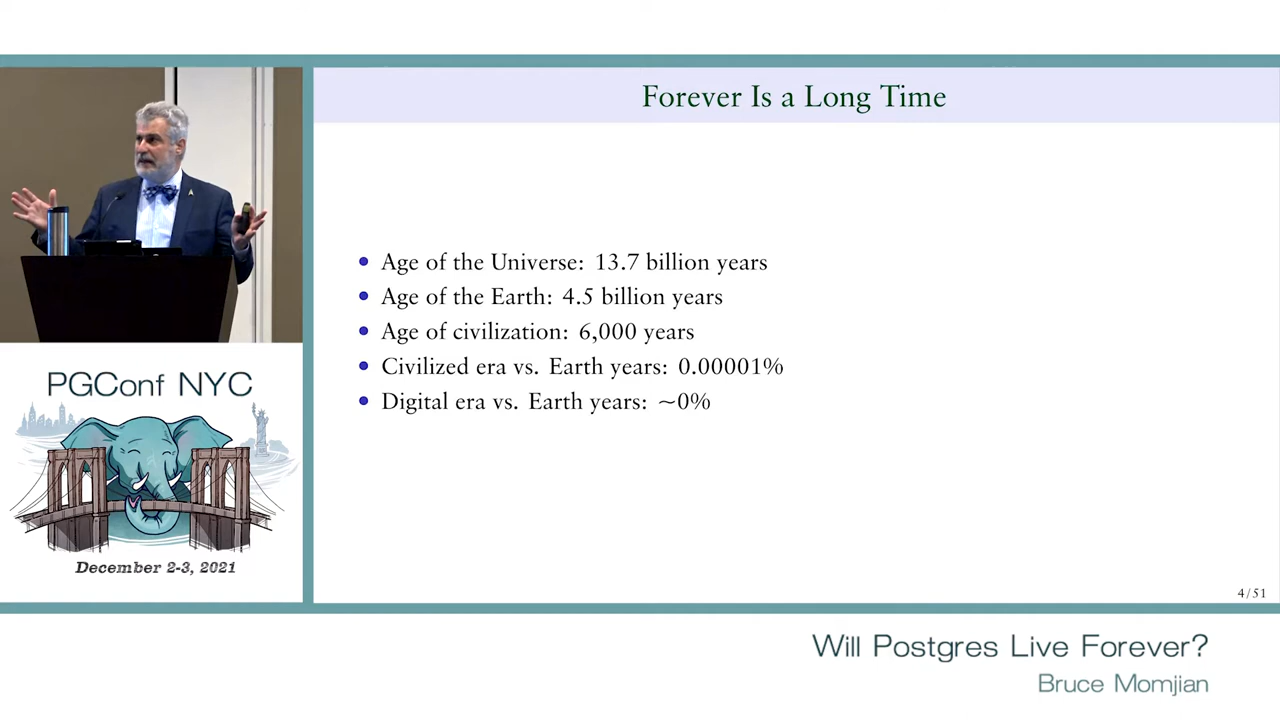 Forever Is a Long Time
• Age of the Universe: 13.7 billion years
• Age of the Earth: 4.5 billion years
• Age of civilization: 6,000 years
• Civilized era vs. Earth years: 0.00001%
• Digital era vs. Earth years: ~0%
4/51
PGConf NYC
December 2-3, 2021
Will Postgres Live Forever?
Bruce Momjian